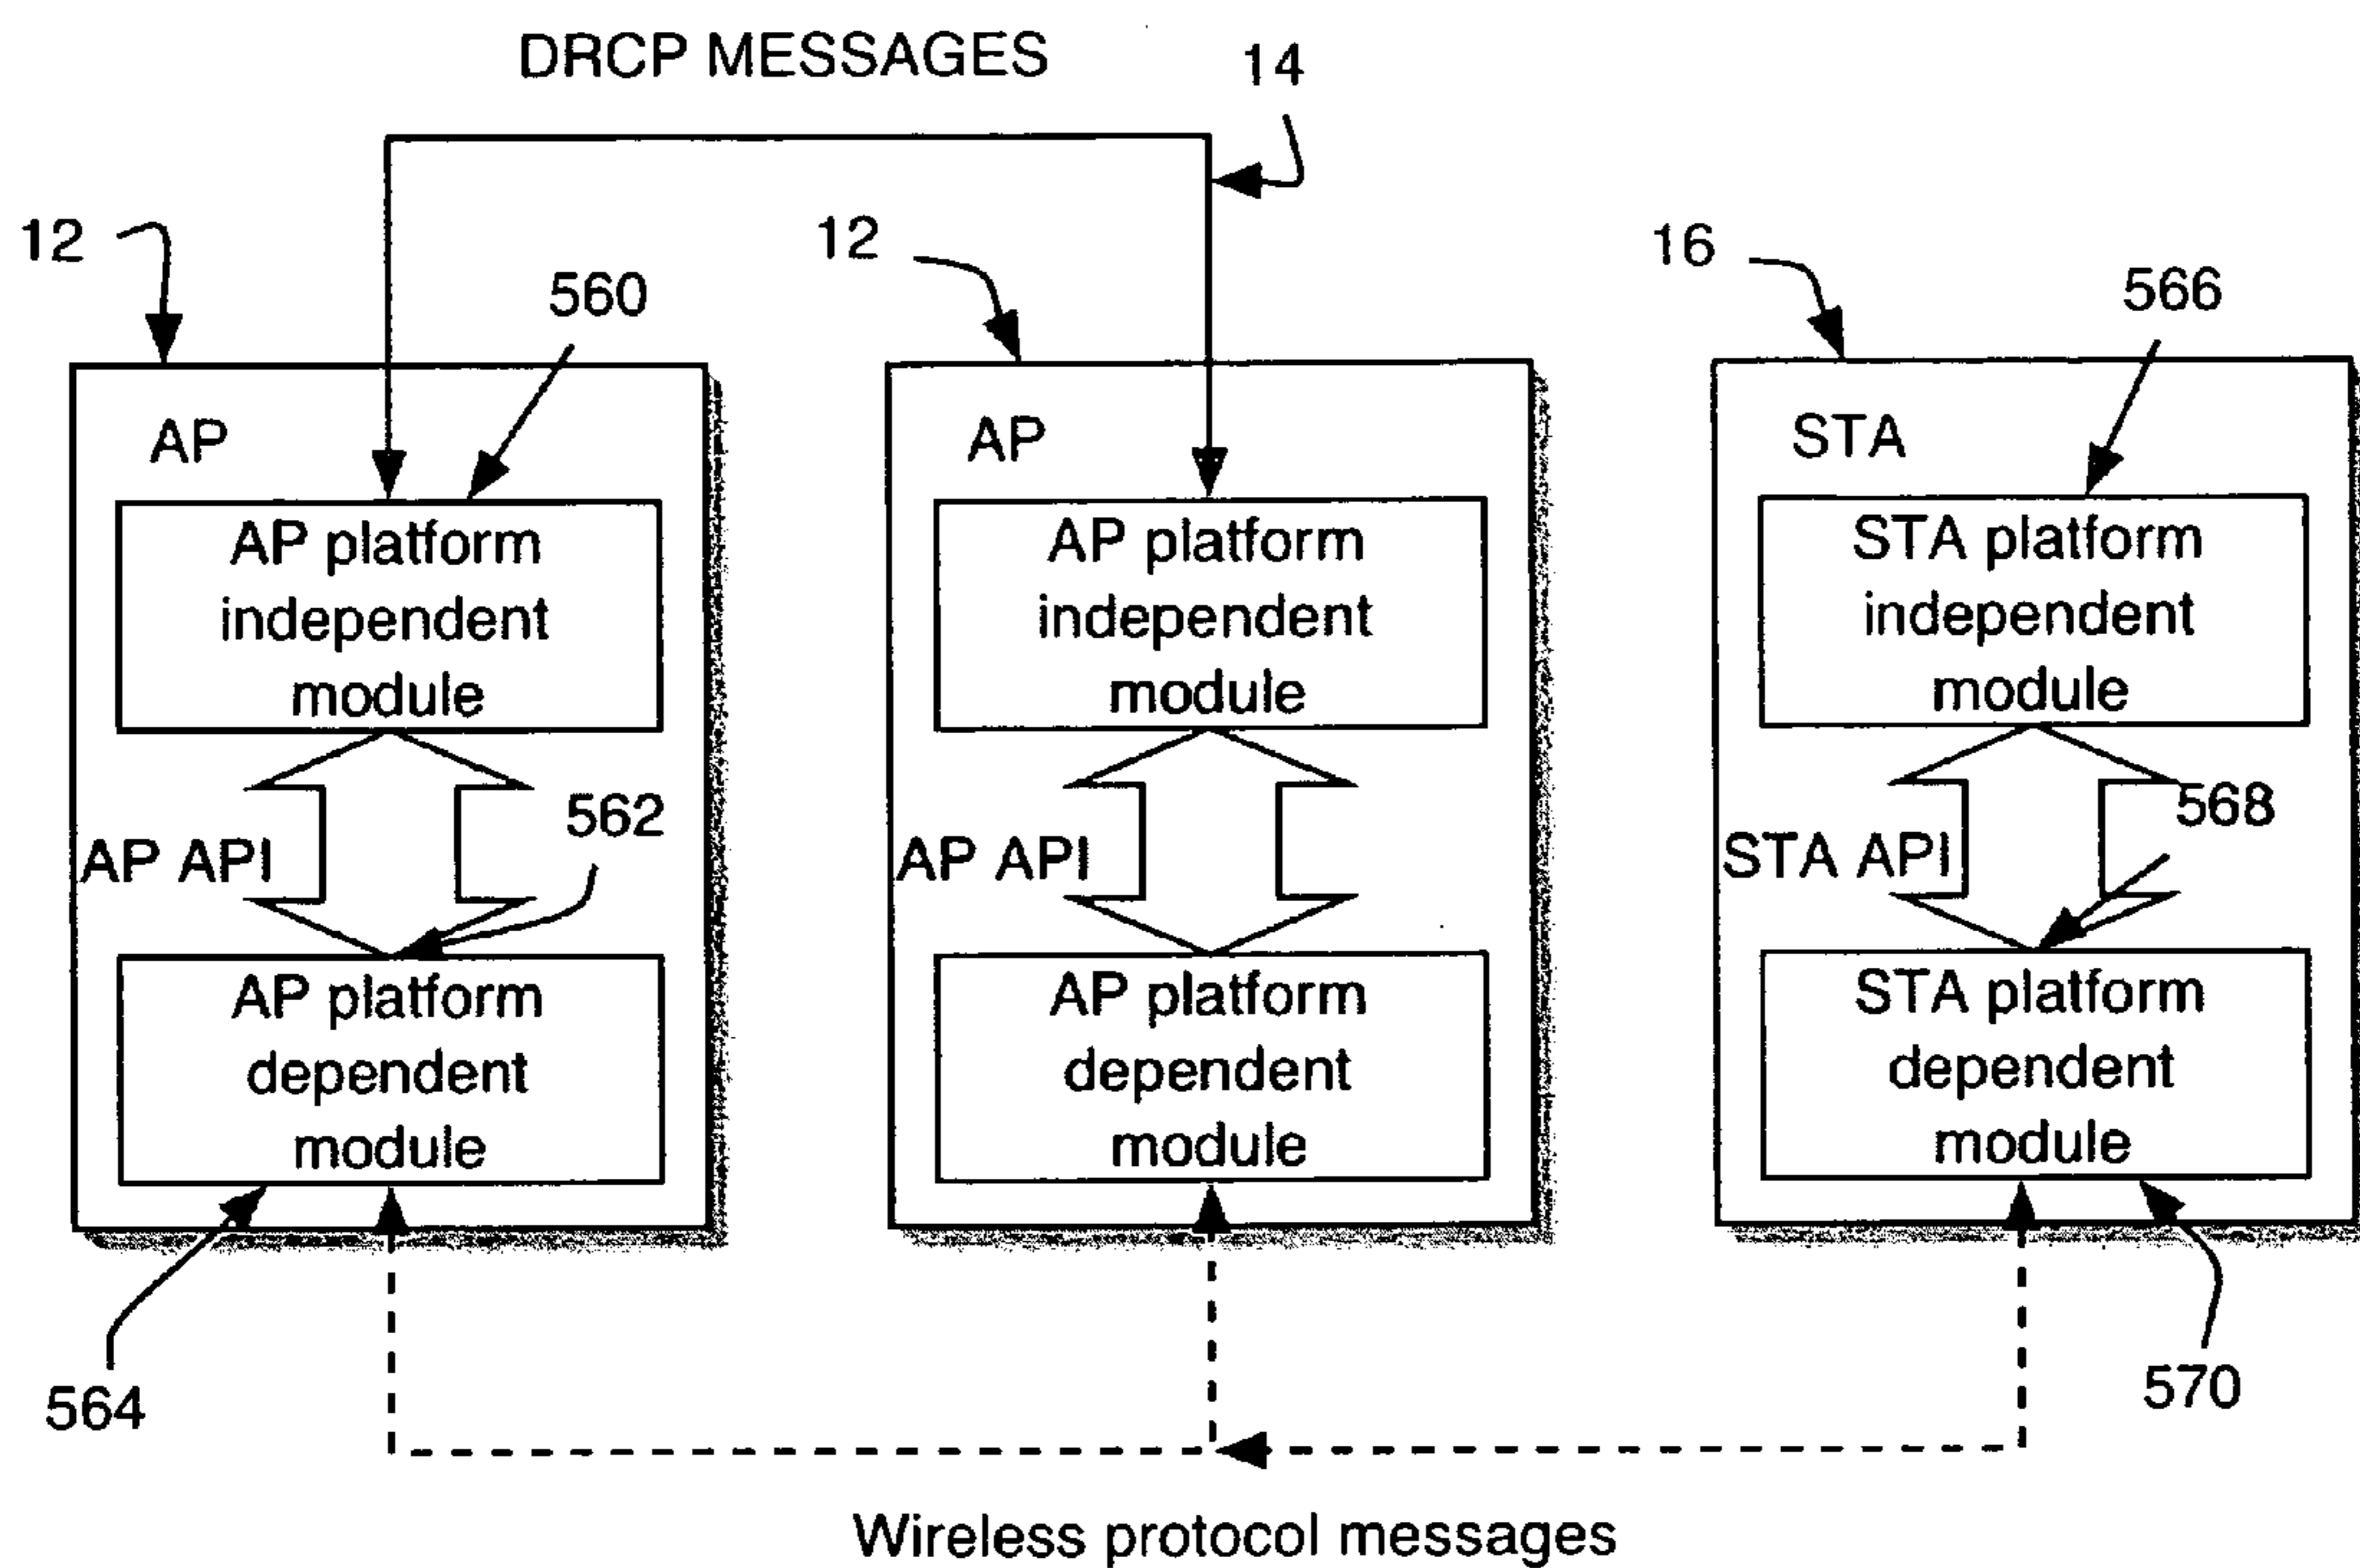 DRCP MESSAGES
14
12
12
16
560
566
AP
AP
STA
AP platform
independent
module
AP platform
independent
module
STA platform
independent
module
562
568
AP API
AP API
STA API
AP platform
dependent
module
AP platform
dependent
module
STA platform
dependent
module
564
570
Wireless protocol messages